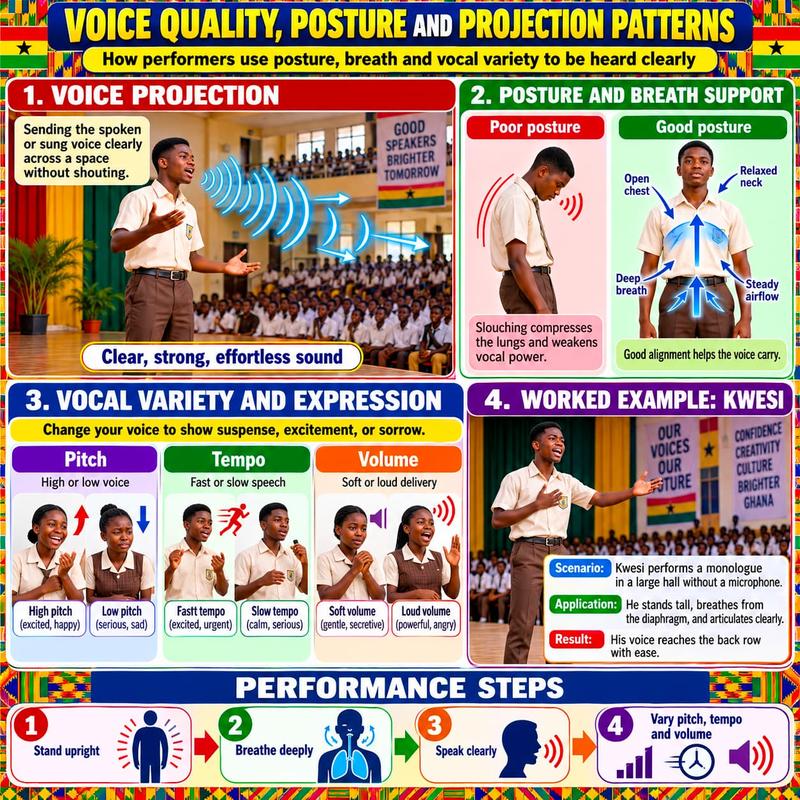 VOICE QUALITY, POSTURE AND PROJECTION PATTERNS
How performers use posture, breath and vocal variety to be heard clearly
1. VOICE PROJECTION
Sending the spoken
or sung voice clearly
across a space
without shouting.
GOOD
SPEAKERS
BRIGHTER
TOMORROW
Clear, strong, effortless sound
2. POSTURE AND BREATH SUPPORT
Poor posture
Slouching compresses
the lungs and weakens
vocal power.
Good posture
Open
chest
Relaxed
neck
Deep
breath
Steady
airflow
Good alignment helps the voice carry.
3. VOCAL VARIETY AND EXPRESSION
Change your voice to show suspense, excitement, or sorrow.
Pitch
High or low voice
High pitch
(excited, happy)
Low pitch
(serious, sad)
Tempo
Fast or slow speech
Fastt tempo
(excited, urgent)
Slow tempo
(calm, serious)
Volume
Soft or loud delivery
Soft volume
(gentle, secretive)
Loud volume
(powerful, angry)
4. WORKED EXAMPLE: KWESI
OUR
VOICES
OUR
FUTURE
CONFIDENCE
CREATIVITY
CULTURE
BRIGHTER
GHANA
Scenario: Kwesi performs a monologue
in a large hall without a microphone.
Application: He stands tall, breathes from
the diaphragm, and articulates clearly.
Result: His voice reaches the back row
with ease.
PERFORMANCE STEPS
1
Stand upright
2
Breathe deeply
3
Speak clearly
4
Vary pitch, tempo
and volume